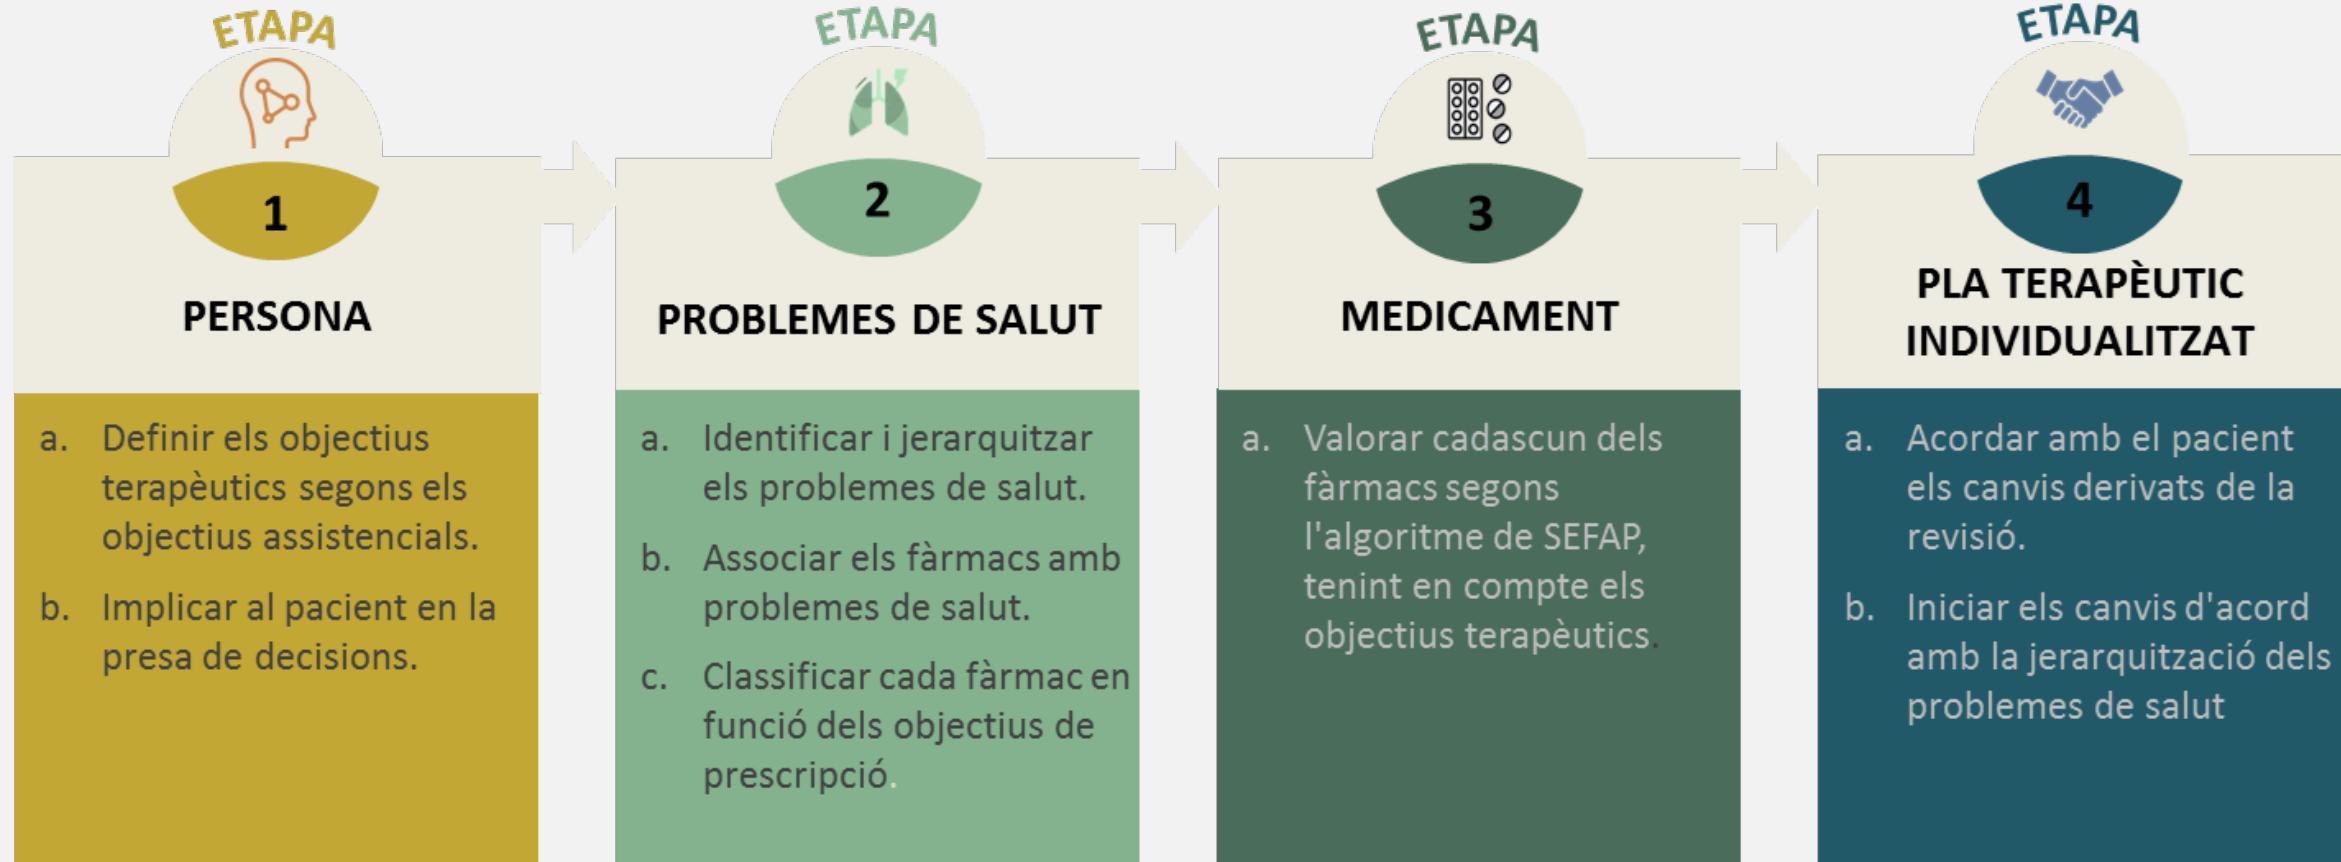 ETAPA
1
PERSONA
a. Definir els objectius
terapèutics segons els
objectius assistencials.
b. Implicar al pacient en la
presa de decisions.
ETAPA
2
PROBLEMES DE SALUT
a. Identificar i jerarquitzar
els problemes de salut.
b. Associar els fàrmacs amb
problemes de salut.
c. Classificar cada fàrmac en
funció dels objectius de
prescripció.
ETAPA
3
MEDICAMENT
a. Valorar cadascun dels
fàrmacs segons
l'algoritme de SEFAP,
tenint en compte els
objectius terapèutics.
ETAPA
4
PLA TERAPÈUTIC
INDIVIDUALITZAT
a. Acordar amb el pacient
els canvis derivats de la
revisió.
b. Iniciar els canvis d'acord
amb la jerarquització dels
problemes de salut